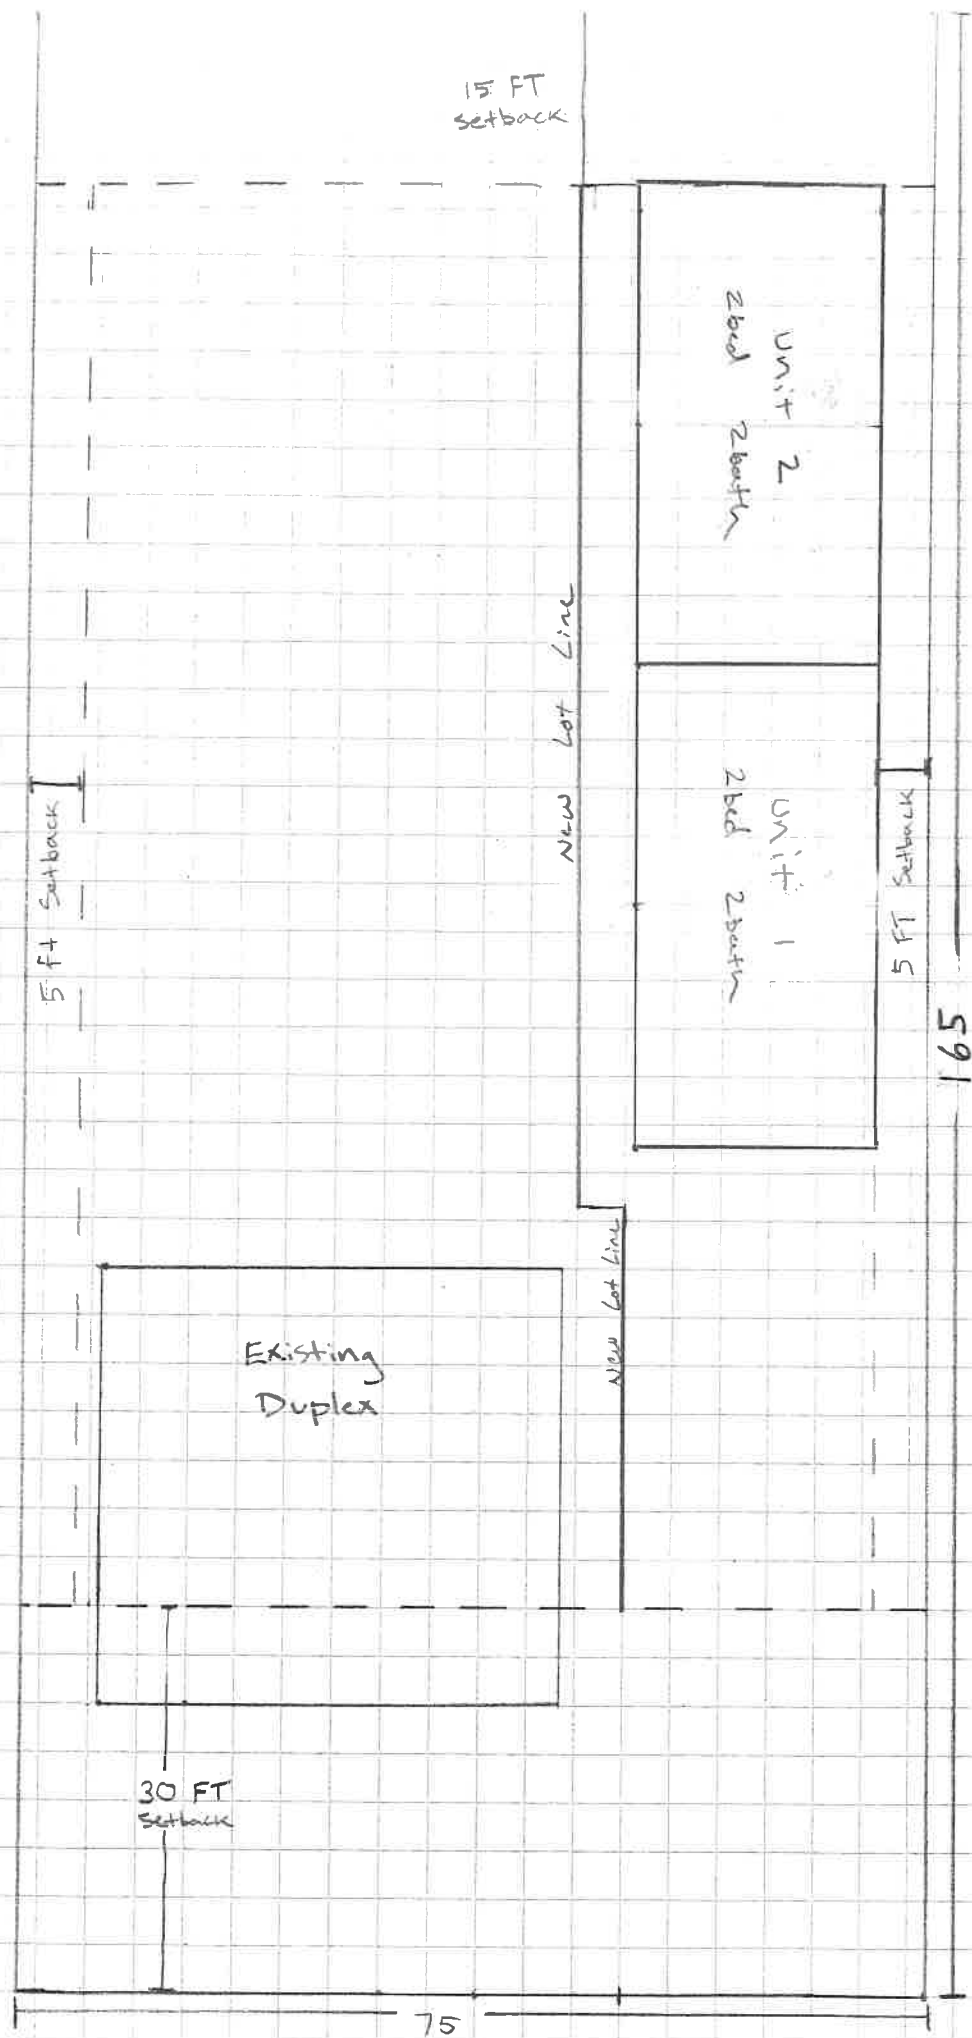 15 FT
setback
Unit 2
2bed 2bath
New Lot Line
Unit 1
2bed 2bath
5 ft Setback
5 FT Setback
165
New Lot Line
Existing
Duplex
30 FT
Setback
75